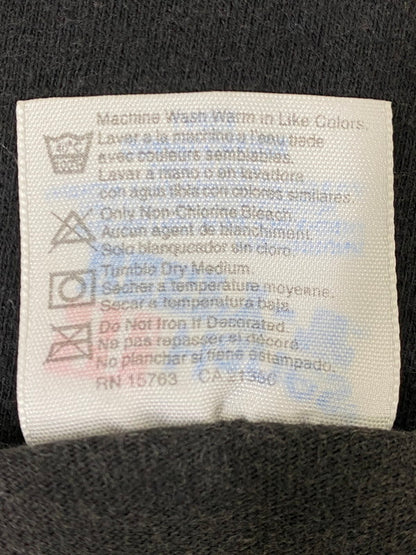 Machine Wash Warm in Like Colors.
Laver a la machine a l'eau tiede
avec couleurs semblables.
Lavar a mano o en lavadora
con agua tibia con colores similares.
Only Non-Chlorine Bleach.
Aucun agent de blanchiment.
Solo blanqueador sin cloro.
Tumble Dry Medium.
Sécher a température moyenne.
Secar a temperatura baja.
Do Not Iron If Decorated.
Ne pas repasser si décoré.
No planchar si tiene estampado.
RN 15763 CA